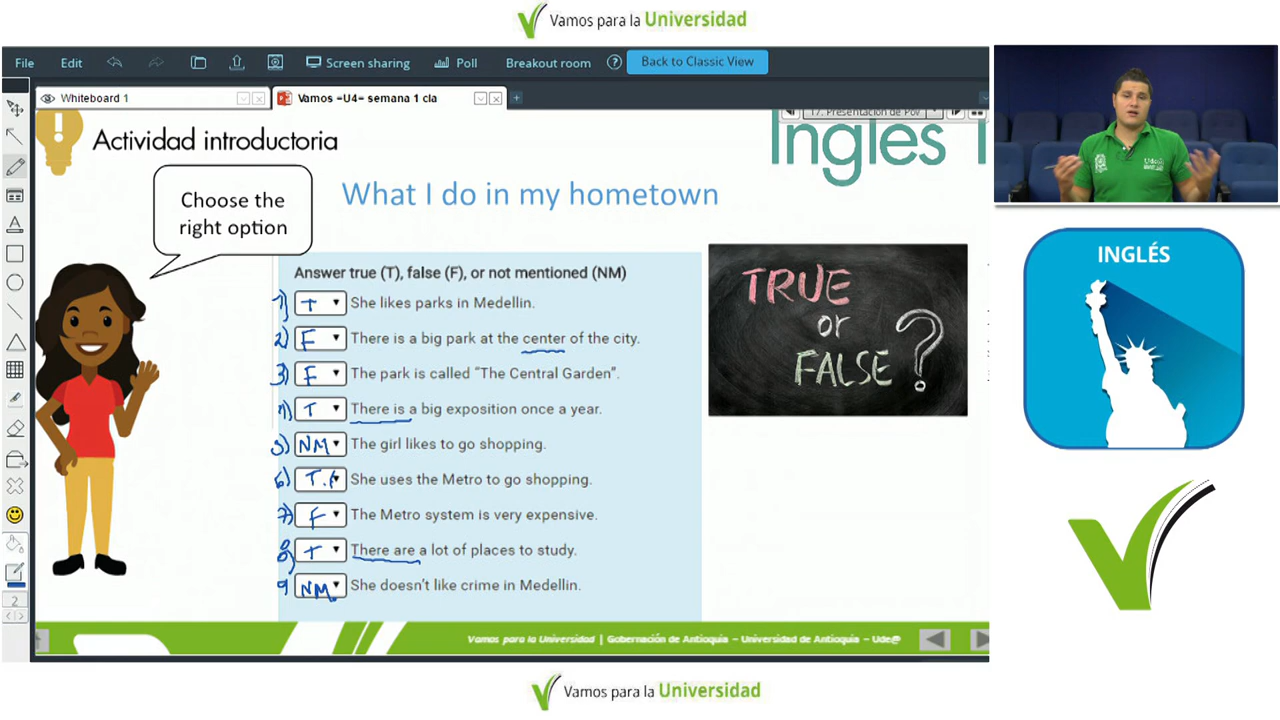 Vamos para la Universidad
File Edit Screen sharing Poll Breakout room ? Back to Classic View
Whiteboard 1 Vamos =U4= semana 1 cla +
17. Presentacion de Pov
Actividad introductoria
Ingles
What I do in my hometown
Choose the
right option
Answer true (T), false (F), or not mentioned (NM)
1) T She likes parks in Medellin.
2) F There is a big park at the center of the city.
3) F The park is called "The Central Garden".
4) T There is a big exposition once a year.
5) NM The girl likes to go shopping.
6) T. She uses the Metro to go shopping.
7) F The Metro system is very expensive.
8) T There are a lot of places to study.
9 NM She doesn't like crime in Medellin.
TRUE
or
FALSE ?
INGLÉS
2
Vamos para la Universidad | Gobernación de Antioquia – Universidad de Antioquia – Ude@
Vamos para la Universidad